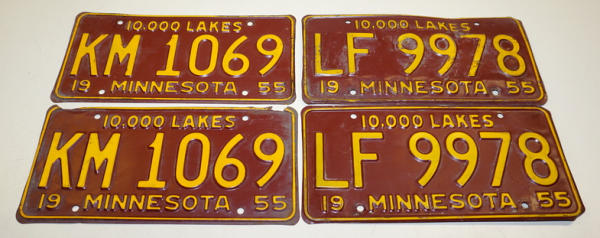 10,000 LAKES
KM 1069
19 MINNESOTA 55
10,000 LAKES
LF 9978
19 MINNESOTA 55
10,000 LAKES
KM 1069
19 MINNESOTA 55
10,000 LAKES
LF 9978
19 MINNESOTA 55